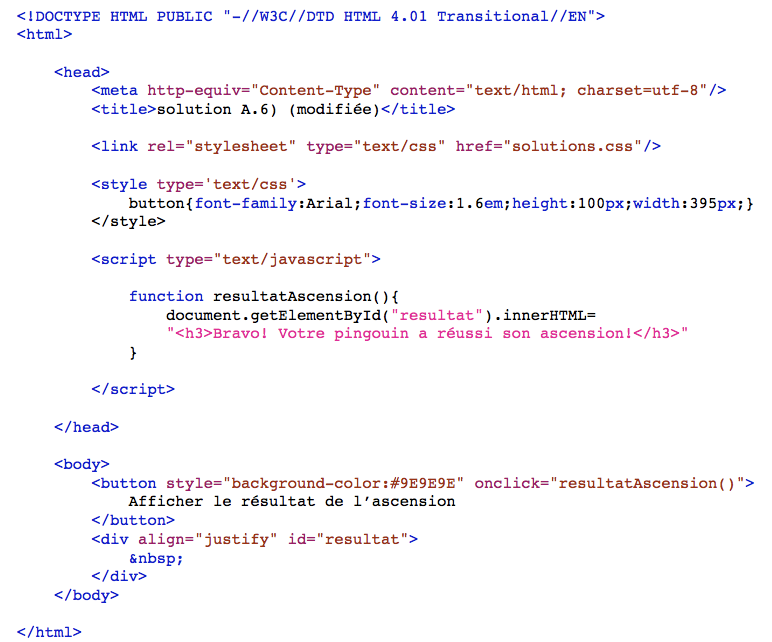 <!DOCTYPE HTML PUBLIC "-//W3C//DTD HTML 4.01 Transitional//EN">
<html>
<head>
<meta http-equiv="Content-Type" content="text/html; charset=utf-8"/>
<title>solution A.6) (modifiée)</title>
<link rel="stylesheet" type="text/css" href="solutions.css"/>
<style type='text/css'>
button{font-family:Arial;font-size:1.6em;height:100px;width:395px;}
</style>
<script type="text/javascript">
function resultatAscension(){
document.getElementById("resultat").innerHTML=
"<h3>Bravo! Votre pingouin a réussi son ascension!</h3>"
}
</script>
</head>
<body>
<button style="background-color:#9E9E9E" onclick="resultatAscension()">
Afficher le résultat de l’ascension
</button>
<div align="justify" id="resultat">
&nbsp;
</div>
</body>
</html>